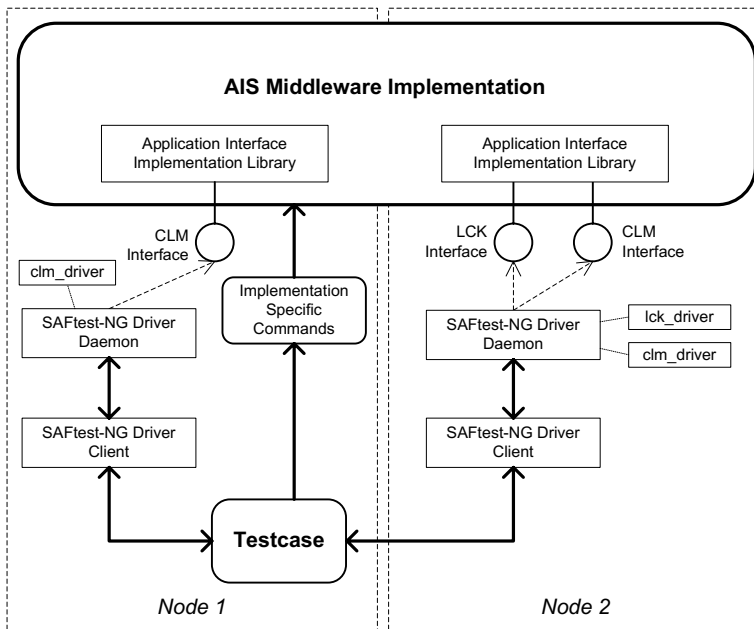 AIS Middleware Implementation
Application Interface
Implementation Library
Application Interface
Implementation Library
CLM
Interface
LCK
Interface
CLM
Interface
clm_driver
Implementation
Specific
Commands
SAFtest-NG Driver
Daemon
SAFtest-NG Driver
Daemon
lck_driver
clm_driver
SAFtest-NG Driver
Client
SAFtest-NG Driver
Client
Testcase
Node 1
Node 2